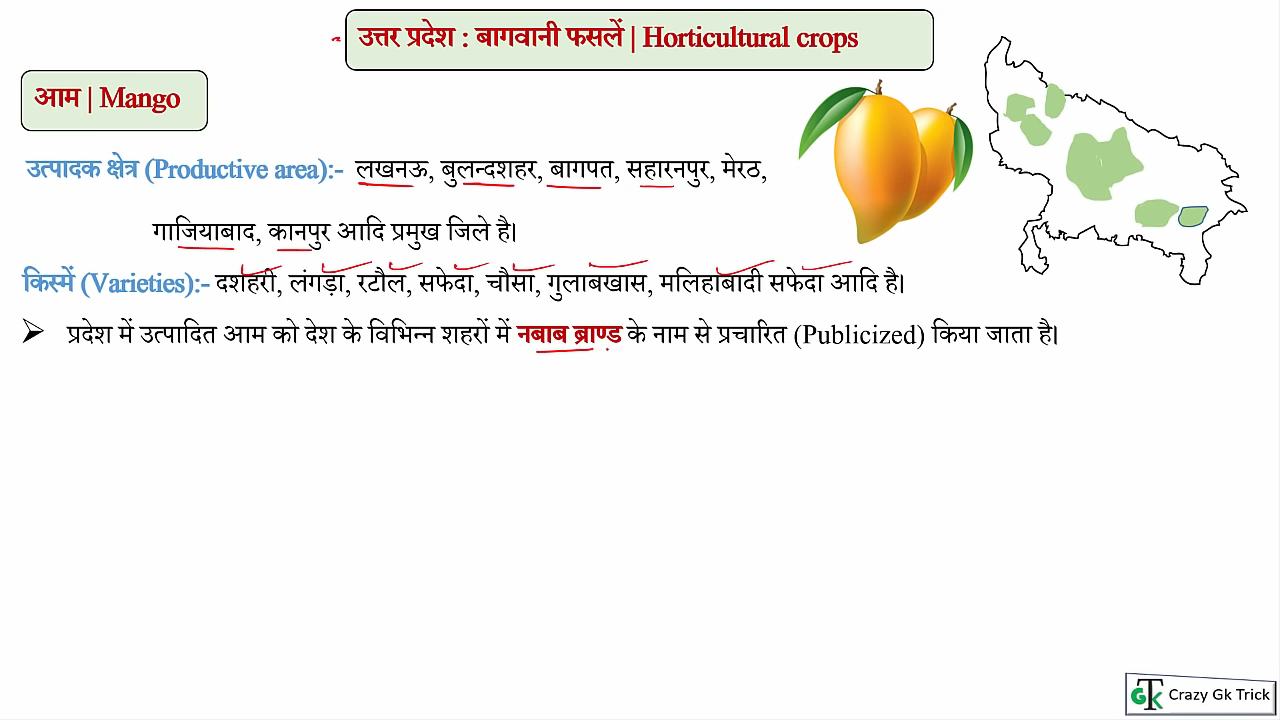 उत्तर प्रदेश : बागवानी फसलें | Horticultural crops
आम | Mango
उत्पादक क्षेत्र (Productive area):- लखनऊ, बुलन्दशहर, बागपत, सहारनपुर, मेरठ,
गाजियाबाद, कानपुर आदि प्रमुख जिले है।
किस्में (Varieties):- दशहरी, लंगड़ा, रटौल, सफेदा, चौसा, गुलाबखास, मलिहाबादी सफेदा आदि है।
प्रदेश में उत्पादित आम को देश के विभिन्न शहरों में नबाब ब्राण्ड के नाम से प्रचारित (Publicized) किया जाता है।
GTK Crazy Gk Trick